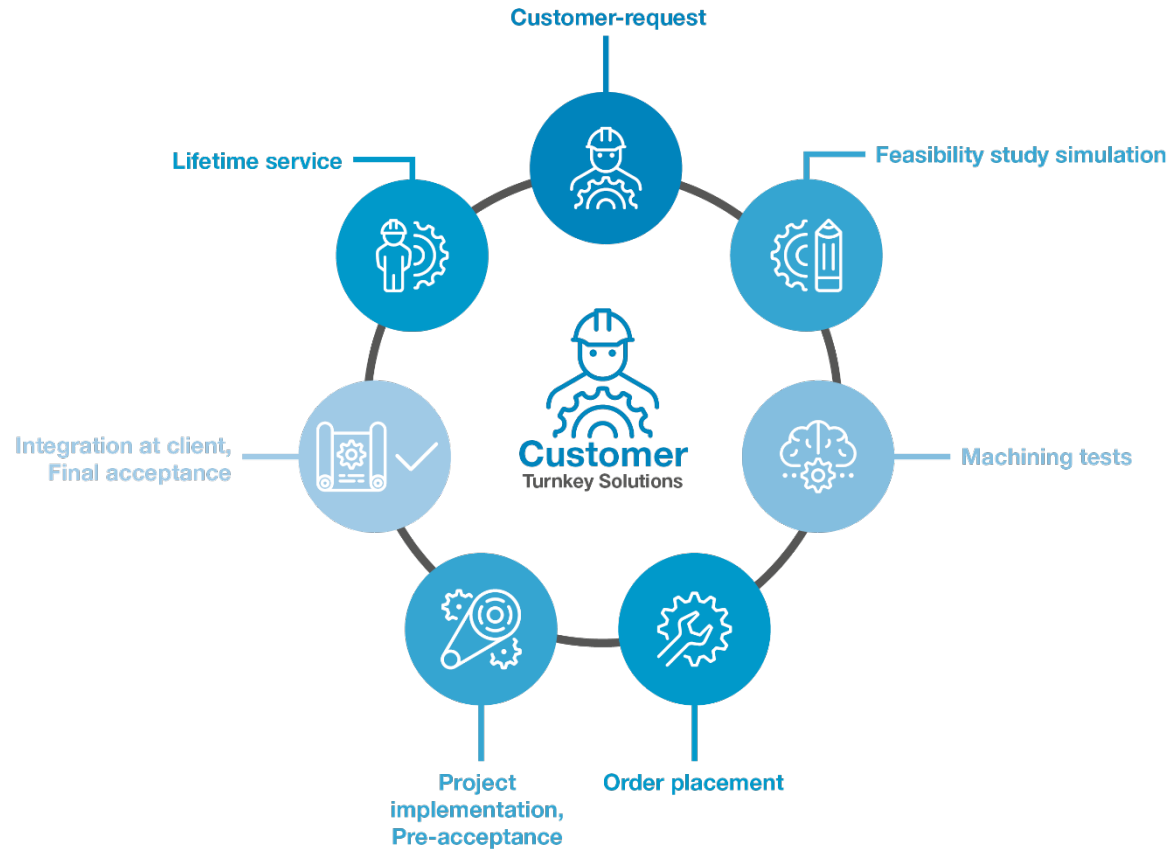 Customer-request
Feasibility study simulation
Machining tests
Order placement
Project
implementation,
Pre-acceptance
Integration at client,
Final acceptance
Lifetime service
Customer
Turnkey Solutions